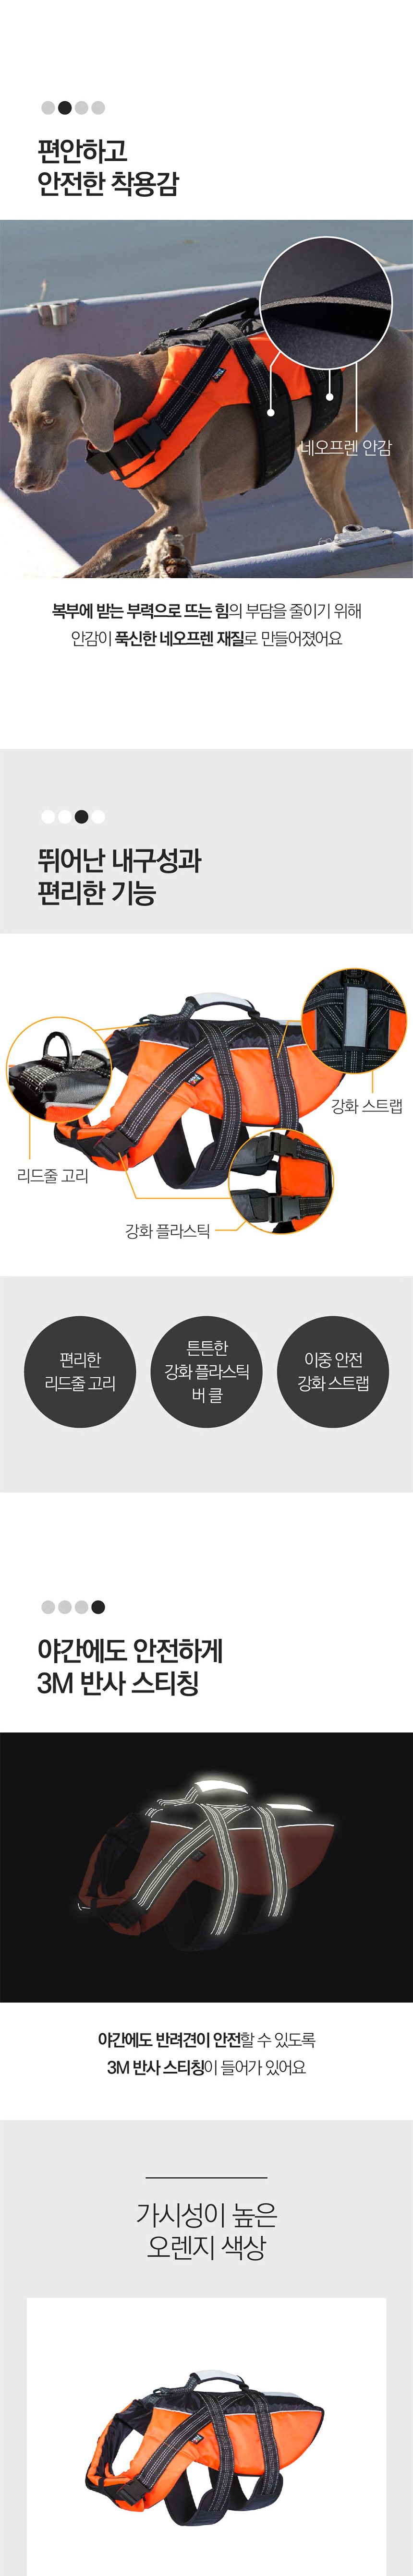 편안하고
안전한 착용감
네오프렌 안감
복부에 받는 부력으로 뜨는 힘의 부담을 줄이기 위해
안감이 푹신한 네오프렌 재질로 만들어졌어요
뛰어난 내구성과
편리한 기능
강화 스트랩
리드줄 고리
강화 플라스틱
편리한
리드줄 고리
튼튼한
강화 플라스틱
버 클
이중 안전
강화 스트랩
야간에도 안전하게
3M 반사 스티칭
야간에도 반려견이 안전할 수 있도록
3M 반사 스티칭이 들어가 있어요
가시성이 높은
오렌지 색상